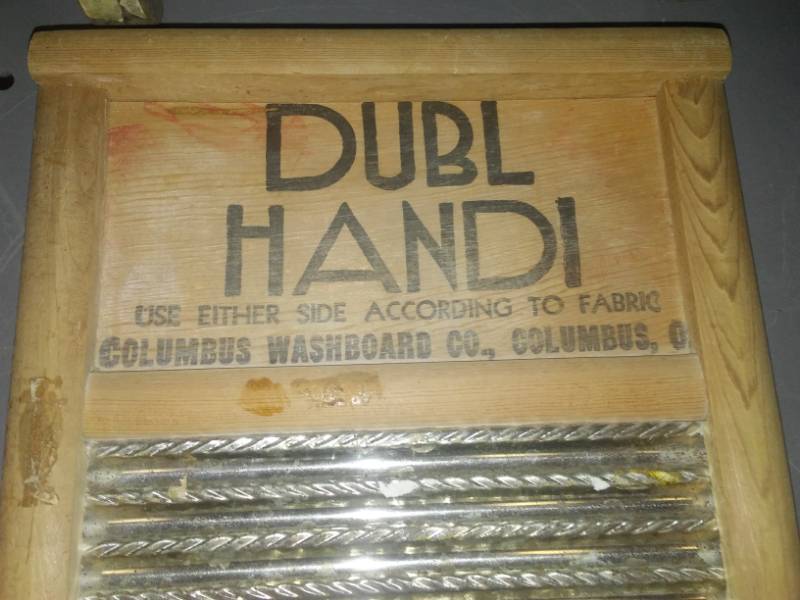 DUBL
HANDI
USE EITHER SIDE ACCORDING TO FABRIC
COLUMBUS WASHBOARD CO., COLUMBUS, O